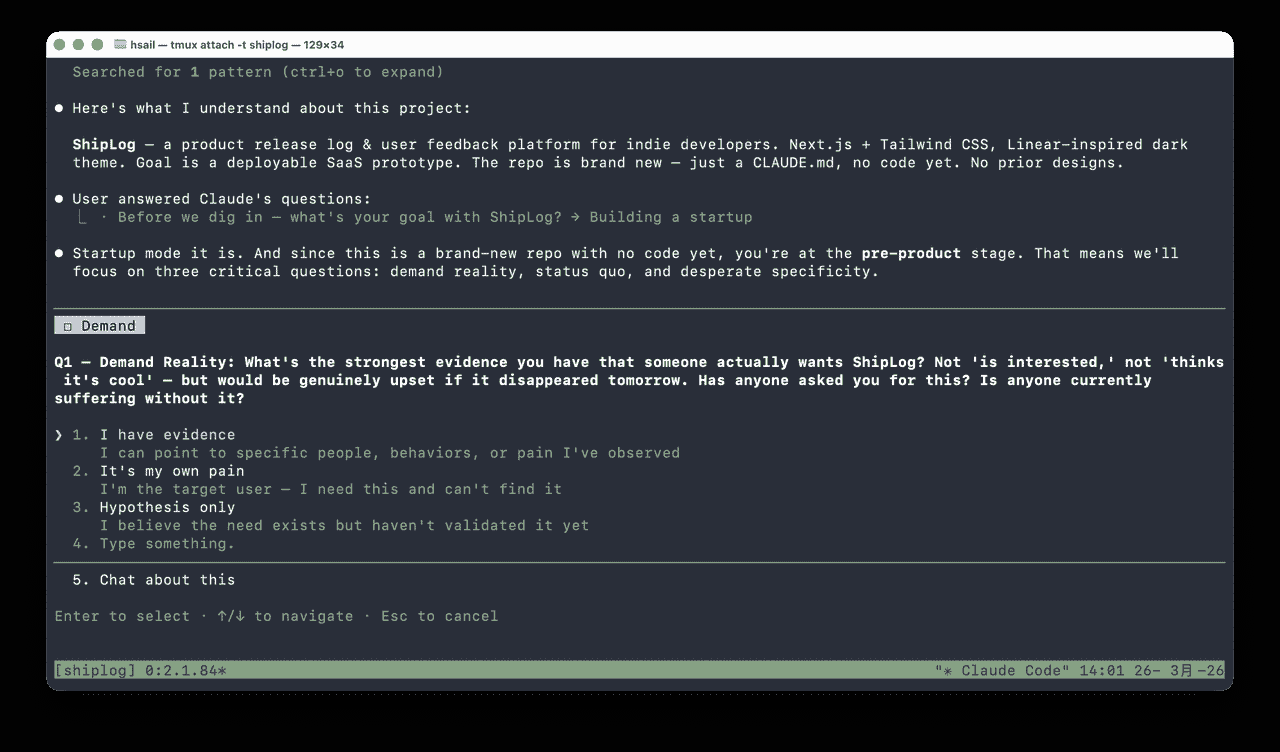 hsail — tmux attach -t shiplog — 129×34
Searched for 1 pattern (ctrl+o to expand)
● Here's what I understand about this project:
ShipLog — a product release log & user feedback platform for indie developers. Next.js + Tailwind CSS, Linear-inspired dark
theme. Goal is a deployable SaaS prototype. The repo is brand new — just a CLAUDE.md, no code yet. No prior designs.
● User answered Claude's questions:
⎿ · Before we dig in — what's your goal with ShipLog? → Building a startup
● Startup mode it is. And since this is a brand-new repo with no code yet, you're at the pre-product stage. That means we'll
focus on three critical questions: demand reality, status quo, and desperate specificity.
□ Demand
Q1 — Demand Reality: What's the strongest evidence you have that someone actually wants ShipLog? Not 'is interested,' not 'thinks
it's cool' — but would be genuinely upset if it disappeared tomorrow. Has anyone asked you for this? Is anyone currently
suffering without it?
❯ 1. I have evidence
I can point to specific people, behaviors, or pain I've observed
2. It's my own pain
I'm the target user — I need this and can't find it
3. Hypothesis only
I believe the need exists but haven't validated it yet
4. Type something.
5. Chat about this
Enter to select · ↑/↓ to navigate · Esc to cancel
[shiplog] 0:2.1.84* "✳ Claude Code" 14:01 26- 3月-26